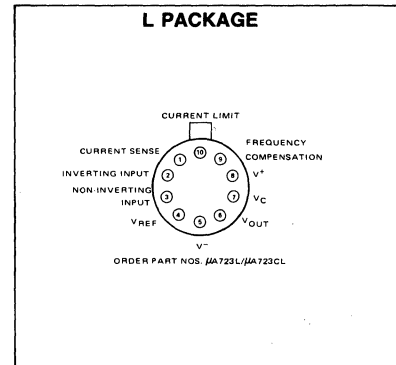 L PACKAGE
CURRENT LIMIT
CURRENT SENSE
FREQUENCY
COMPENSATION
INVERTING INPUT
V+
NON-INVERTING
INPUT
VC
VREF
VOUT
V-
10
1
9
2
8
3
7
4
6
5
ORDER PART NOS. µA723L/µA723CL